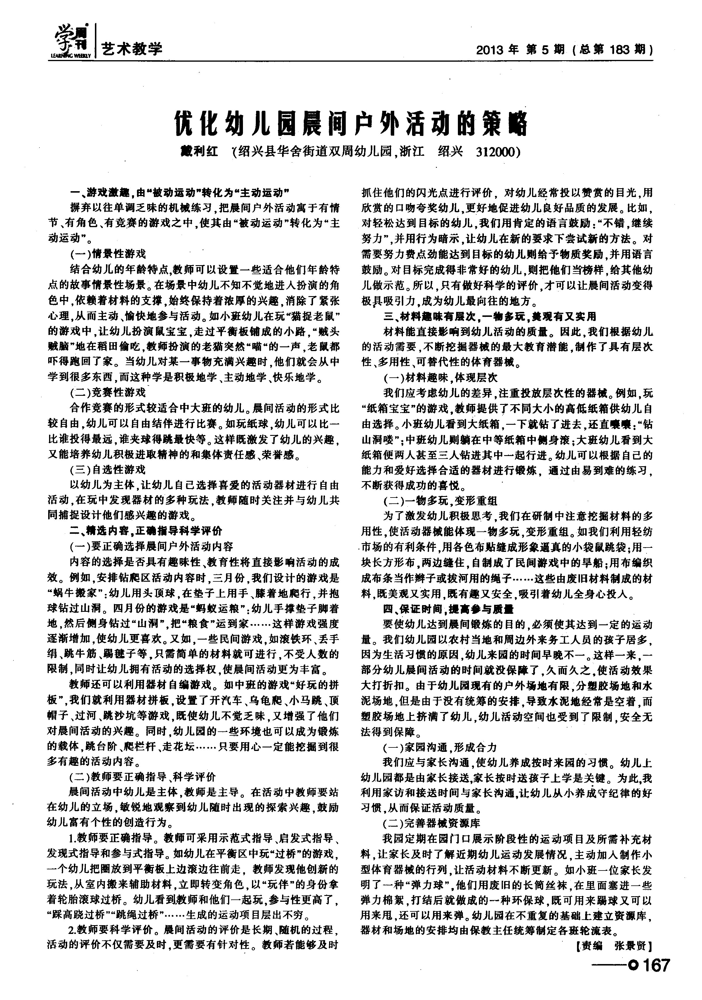 学周刊
LEARNING WEEKLY
艺术教学
2013 年 第 5 期 (总第 183 期)
优化幼儿园晨间户外活动的策略
戴利红 (绍兴县华舍街道双周幼儿园,浙江 绍兴 312000)
一、游戏激趣,由“被动运动”转化为“主动运动”
摒弃以往单调乏味的机械练习,把晨间户外活动寓于有情
节、有角色、有竞赛的游戏之中,使其由“被动运动”转化为“主
动运动”。
(一)情景性游戏
结合幼儿的年龄特点,教师可以设置一些适合他们年龄特
点的故事情景性场景。在场景中幼儿不知不觉地进入扮演的角
色中,依赖着材料的支撑,始终保持着浓厚的兴趣,消除了紧张
心理,从而主动、愉快地参与活动。如小班幼儿在玩“猫捉老鼠”
的游戏中,让幼儿扮演鼠宝宝,走过平衡板铺成的小路,“贼头
贼脑”地在稻田偷吃,教师扮演的老猫突然“喵“的一声,老鼠都
吓得跑回了家。当幼儿对某一事物充满兴趣时,他们就会从中
学到很多东西,而这种学是积极地学、主动地学、快乐地学。
(二)竞赛性游戏
合作竞赛的形式较适合中大班的幼儿。晨间活动的形式比
较自由,幼儿可以自由结伴进行比赛。如玩纸球,幼儿可以比一
比谁投得最远,谁夹球得跳最快等。这样既激发了幼儿的兴趣,
又能培养幼儿积极进取精神的和集体责任感、荣誉感。
(三)自选性游戏
以幼儿为主体,让幼儿自己选择喜爱的活动器材进行自由
活动,在玩中发现器材的多种玩法,教师随时关注并与幼儿共
同捕捉设计他们感兴趣的游戏。
二、精选内容,正确指导科学评价
(一)要正确选择晨间户外活动内容
内容的选择是否具有趣味性、教育性将直接影响活动的成
效。例如,安排钻爬区活动内容时,三月份,我们设计的游戏是
“蜗牛搬家”:幼儿用头顶球,在垫子上用手、膝着地爬行,并抱
球钻过山洞。四月份的游戏是“蚂蚁运粮”:幼儿手撑垫子脚着
地,然后侧身钻过“山洞”,把“粮食”运到家……这样游戏强度
逐渐增加,使幼儿更喜欢。又如,一些民间游戏,如滚铁环、丢手
绢、跳牛筋、踢毽子等,只需简单的材料就可进行,不受人数的
限制,同时让幼儿拥有活动的选择权,使晨间活动更为丰富。
教师还可以利用器材自编游戏。如中班的游戏“好玩的拼
板”,我们就利用器材拼板,设置了开汽车、乌龟爬、小马跳、顶
帽子、过河、跳沙坑等游戏,既使幼儿不觉乏味,又增强了他们
对晨间活动的兴趣。同时,幼儿园的一些环境也可以成为锻炼
的载体,跳台阶、爬栏杆、走花坛……只要用心一定能挖掘到很
多有趣的活动内容。
(二)教师要正确指导、科学评价
晨间活动中幼儿是主体,教师是主导。在活动中教师要站
在幼儿的立场,敏锐地观察到幼儿随时出现的探索兴趣,鼓励
幼儿富有个性的创造行为。
1.教师要正确指导。教师可采用示范式指导、启发式指导、
发现式指导和参与式指导。如幼儿在平衡区中玩“过桥”的游戏,
一个幼儿把圈放到平衡板上边滚边往前走,教师发现他创新的
玩法,从室内搬来辅助材料,立即转变角色,以“玩伴”的身份拿
着轮胎滚球过桥。幼儿看到教师和他们一起玩,参与性更高了,
“踩高跷过桥”“跳绳过桥”……生成的运动项目层出不穷。
2.教师要科学评价。晨间活动的评价是长期、随机的过程,
活动的评价不仅需要及时,更需要有针对性。教师若能够及时
抓住他们的闪光点进行评价,对幼儿经常投以赞赏的目光,用
欣赏的口吻夸奖幼儿,更好地促进幼儿良好品质的发展。比如,
对轻松达到目标的幼儿,我们用肯定的语言鼓励:“不错,继续
努力”,并用行为暗示,让幼儿在新的要求下尝试新的方法。对
需要努力费点劲能达到目标的幼儿则给予物质奖励,并用语言
鼓励。对目标完成得非常好的幼儿,则把他们当榜样,给其他幼
儿做示范。所以,只有做好科学的评价,才可以让晨间活动变得
极具吸引力,成为幼儿最向往的地方。
三、材料趣味有层次,一物多玩,美观有又实用
材料能直接影响到幼儿活动的质量。因此,我们根据幼儿
的活动需要,不断挖掘器械的最大教育潜能,制作了具有层次
性、多用性、可替代性的体育器械。
(一)材料趣味,体现层次
我们应考虑幼儿的差异,注重投放层次性的器械。例如,玩
“纸箱宝宝”的游戏,教师提供了不同大小的高低纸箱供幼儿自
由选择。小班幼儿看到大纸箱,一下就钻了进去,还直嚷嚷:“钻
山洞喽”;中班幼儿则躺在中等纸箱中侧身滚;大班幼儿看到大
纸箱便两人甚至三人钻进其中一起行进。幼儿可以根据自己的
能力和爱好选择合适的器材进行锻炼,通过由易到难的练习,
不断获得成功的喜悦。
(二)一物多玩,变形重组
为了激发幼儿积极思考,我们在研制中注意挖掘材料的多
用性,使活动器械能体现一物多玩,变形重组。如我们利用轻纺
市场的有利条件,用各色布贴缝成形象逼真的小袋鼠跳袋;用一
块长方形布,两边缝住,自制成了民间游戏中的旱船;用布编织
成布条当作辫子或拔河用的绳子……这些由废旧材料制成的材
料,既美观又实用,既有趣又安全,吸引着幼儿全身心投入。
四、保证时间,提高参与质量
要使幼儿达到晨间锻炼的目的,必须使其达到一定的运动
量。我们幼儿园以农村当地和周边外来务工人员的孩子居多,
因为生活习惯的原因,幼儿来园的时间早晚不一。这样一来,一
部分幼儿晨间活动的时间就没保障了,久而久之,使活动效果
大打折扣。由于幼儿园现有的户外场地有限,分塑胶场地和水
泥场地,但是由于没有统筹的安排,导致水泥地经常是空着,而
塑胶场地上挤满了幼儿,幼儿活动空间也受到了限制,安全无
法得到保障。
(一)家园沟通,形成合力
我们应与家长沟通,使幼儿养成按时来园的习惯。幼儿上
幼儿园都是由家长接送,家长按时送孩子上学是关键。为此,我
利用家访和接送时间与家长沟通,让幼儿从小养成守纪律的好
习惯,从而保证活动质量。
(二)完善器械资源库
我园定期在园门口展示阶段性的运动项目及所需补充材
料,让家长及时了解近期幼儿运动发展情况,主动加入制作小
型体育器械的行列,让活动材料不断更新。如小班一位家长发
明了一种“弹力球”,他们用废旧的长筒丝袜,在里面塞进一些
弹力棉絮,打结后就做成的一种环保球,既可用来踢球又可以
用来甩,还可以用来弹。幼儿园在不重复的基础上建立资源库,
器材和场地的安排均由保教主任统筹制定各班轮流表。
[责编 张景贤]
167